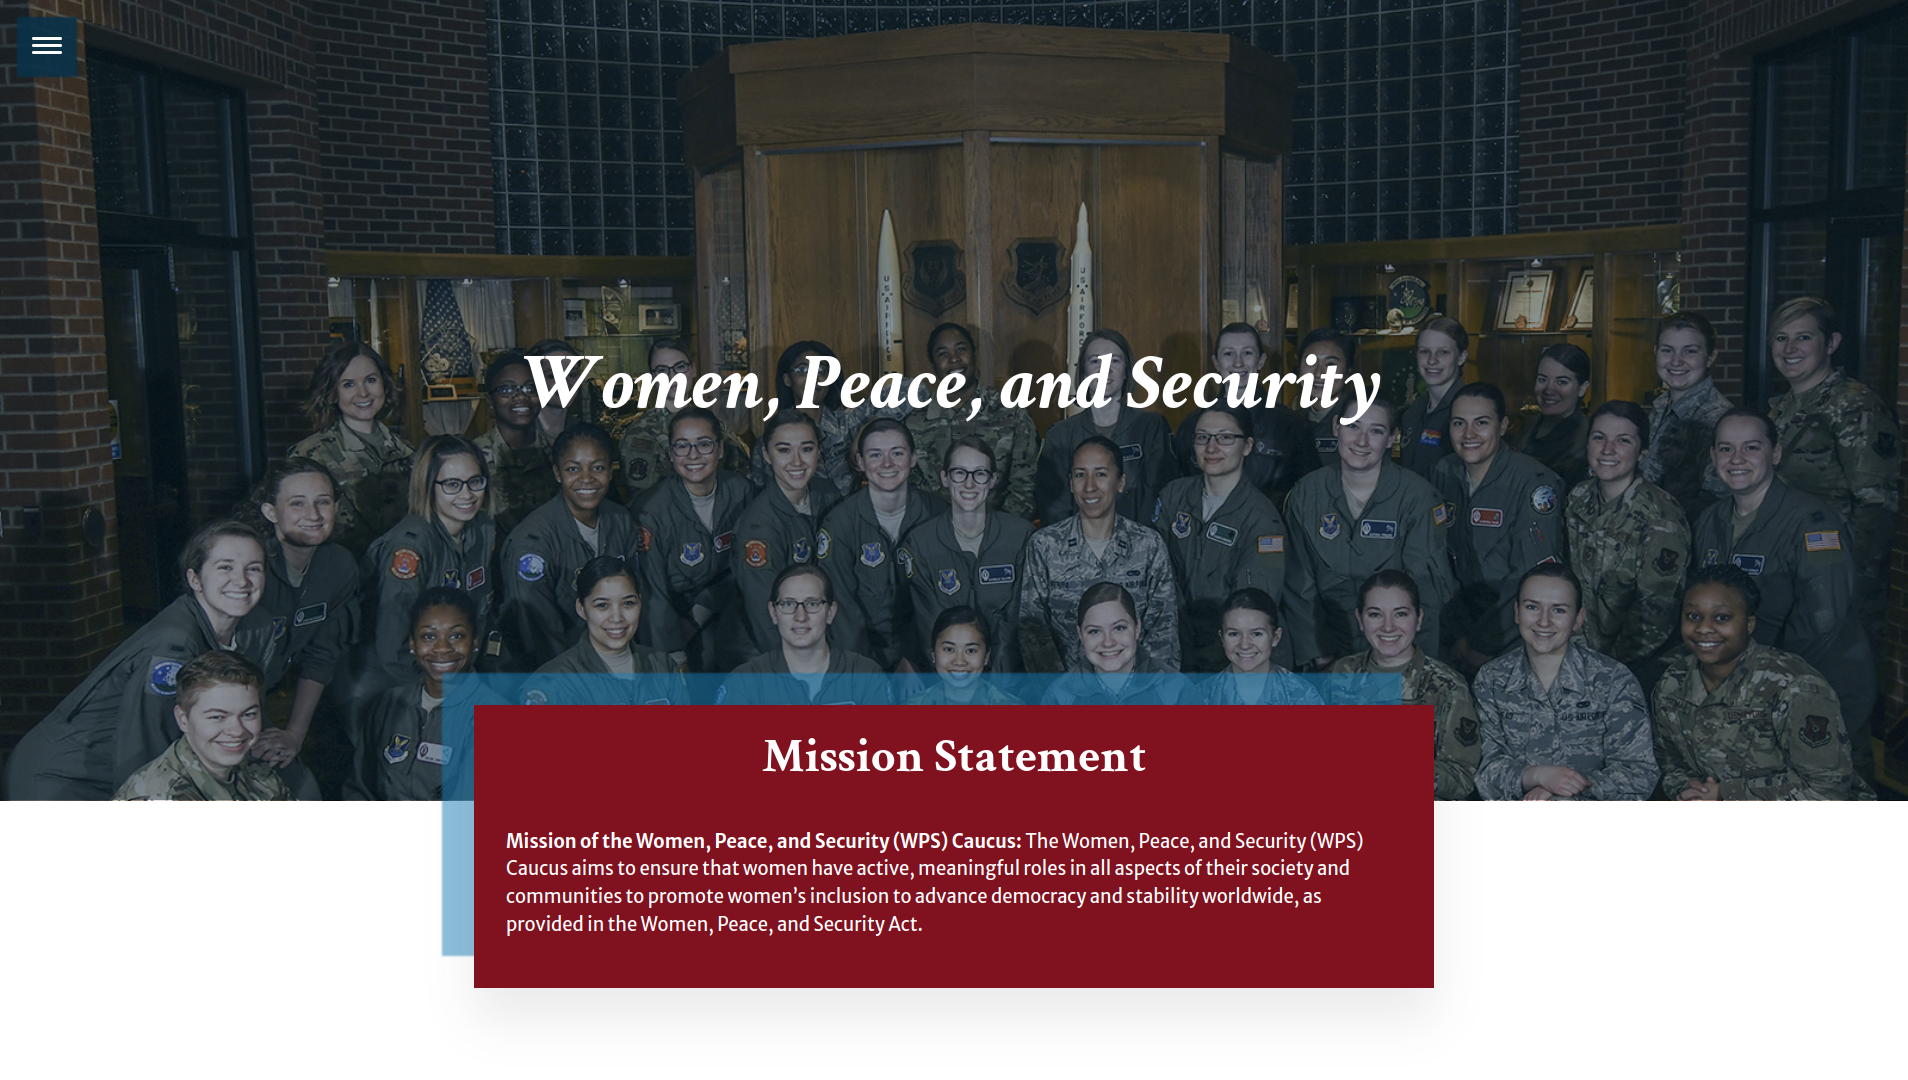 Women, Peace, and Security
Mission Statement
Mission of the Women, Peace, and Security (WPS) Caucus: The Women, Peace, and Security (WPS)
Caucus aims to ensure that women have active, meaningful roles in all aspects of their society and
communities to promote women’s inclusion to advance democracy and stability worldwide, as
provided in the Women, Peace, and Security Act.